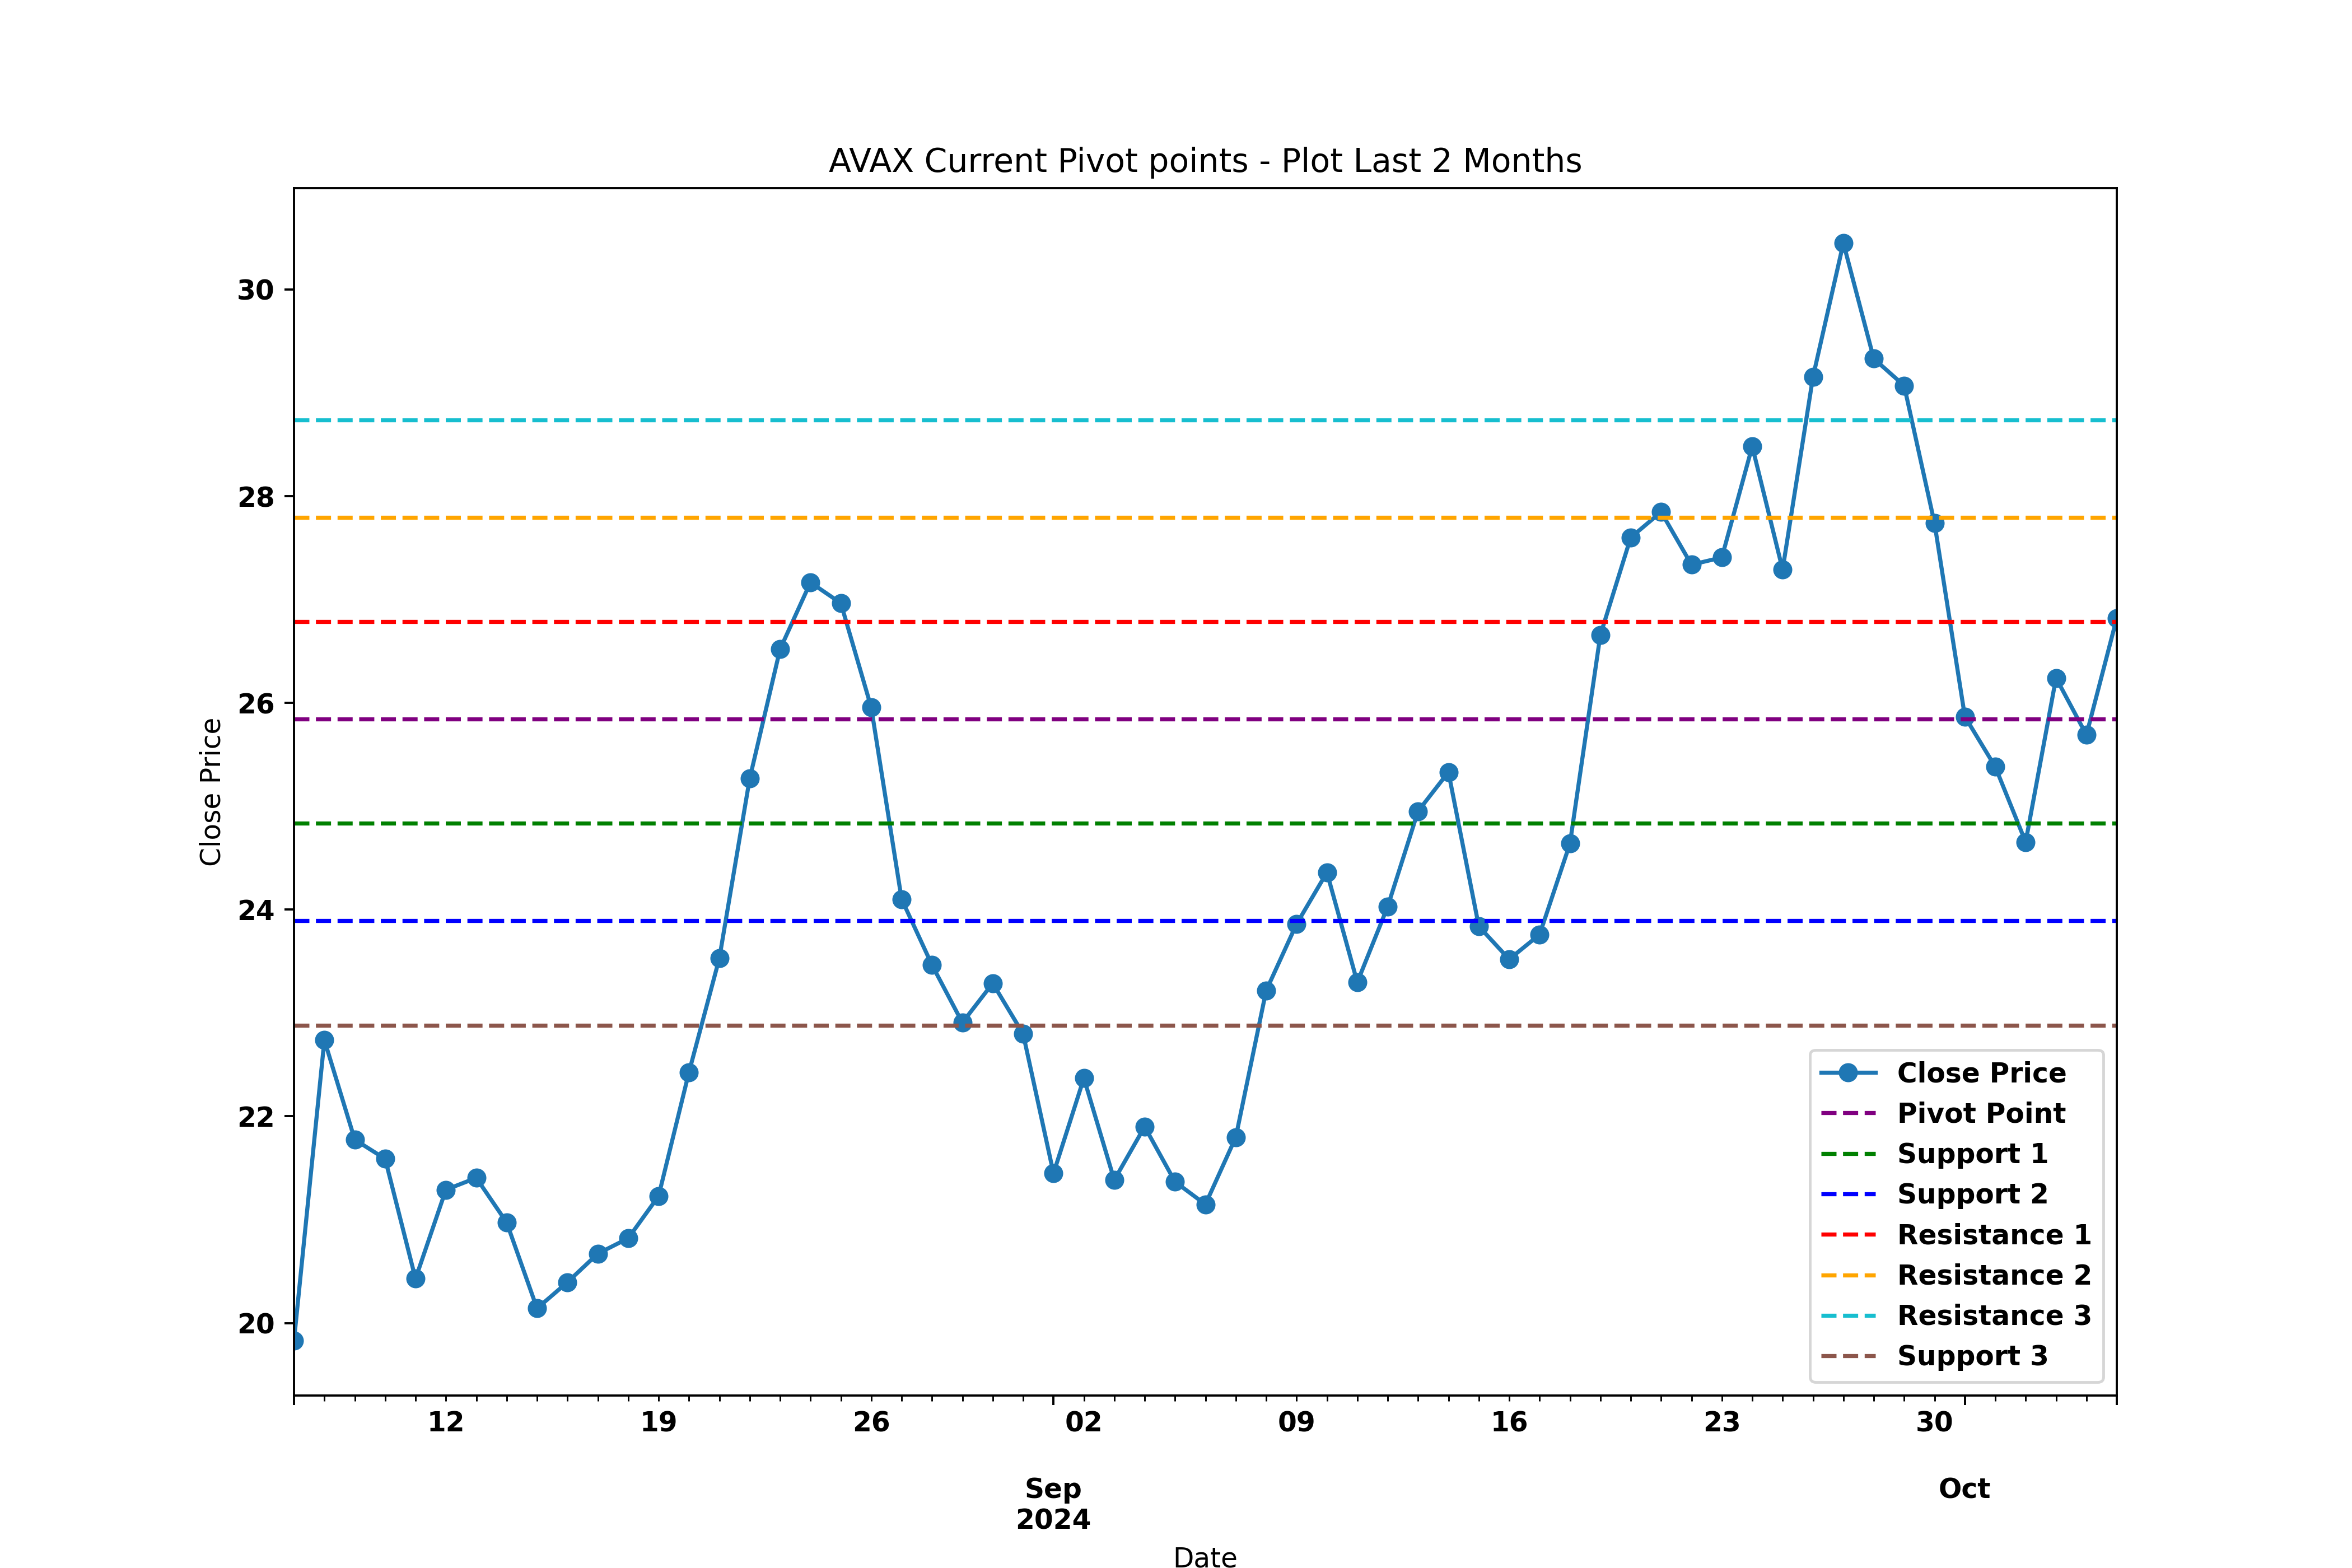 AVAX Current Pivot points - Plot Last 2 Months
30
28
26
24
22
20
Close Price
Close Price
Pivot Point
Support 1
Support 2
Resistance 1
Resistance 2
Resistance 3
Support 3
12 19 26 02 09 16 23 30
Sep Oct
2024
Date